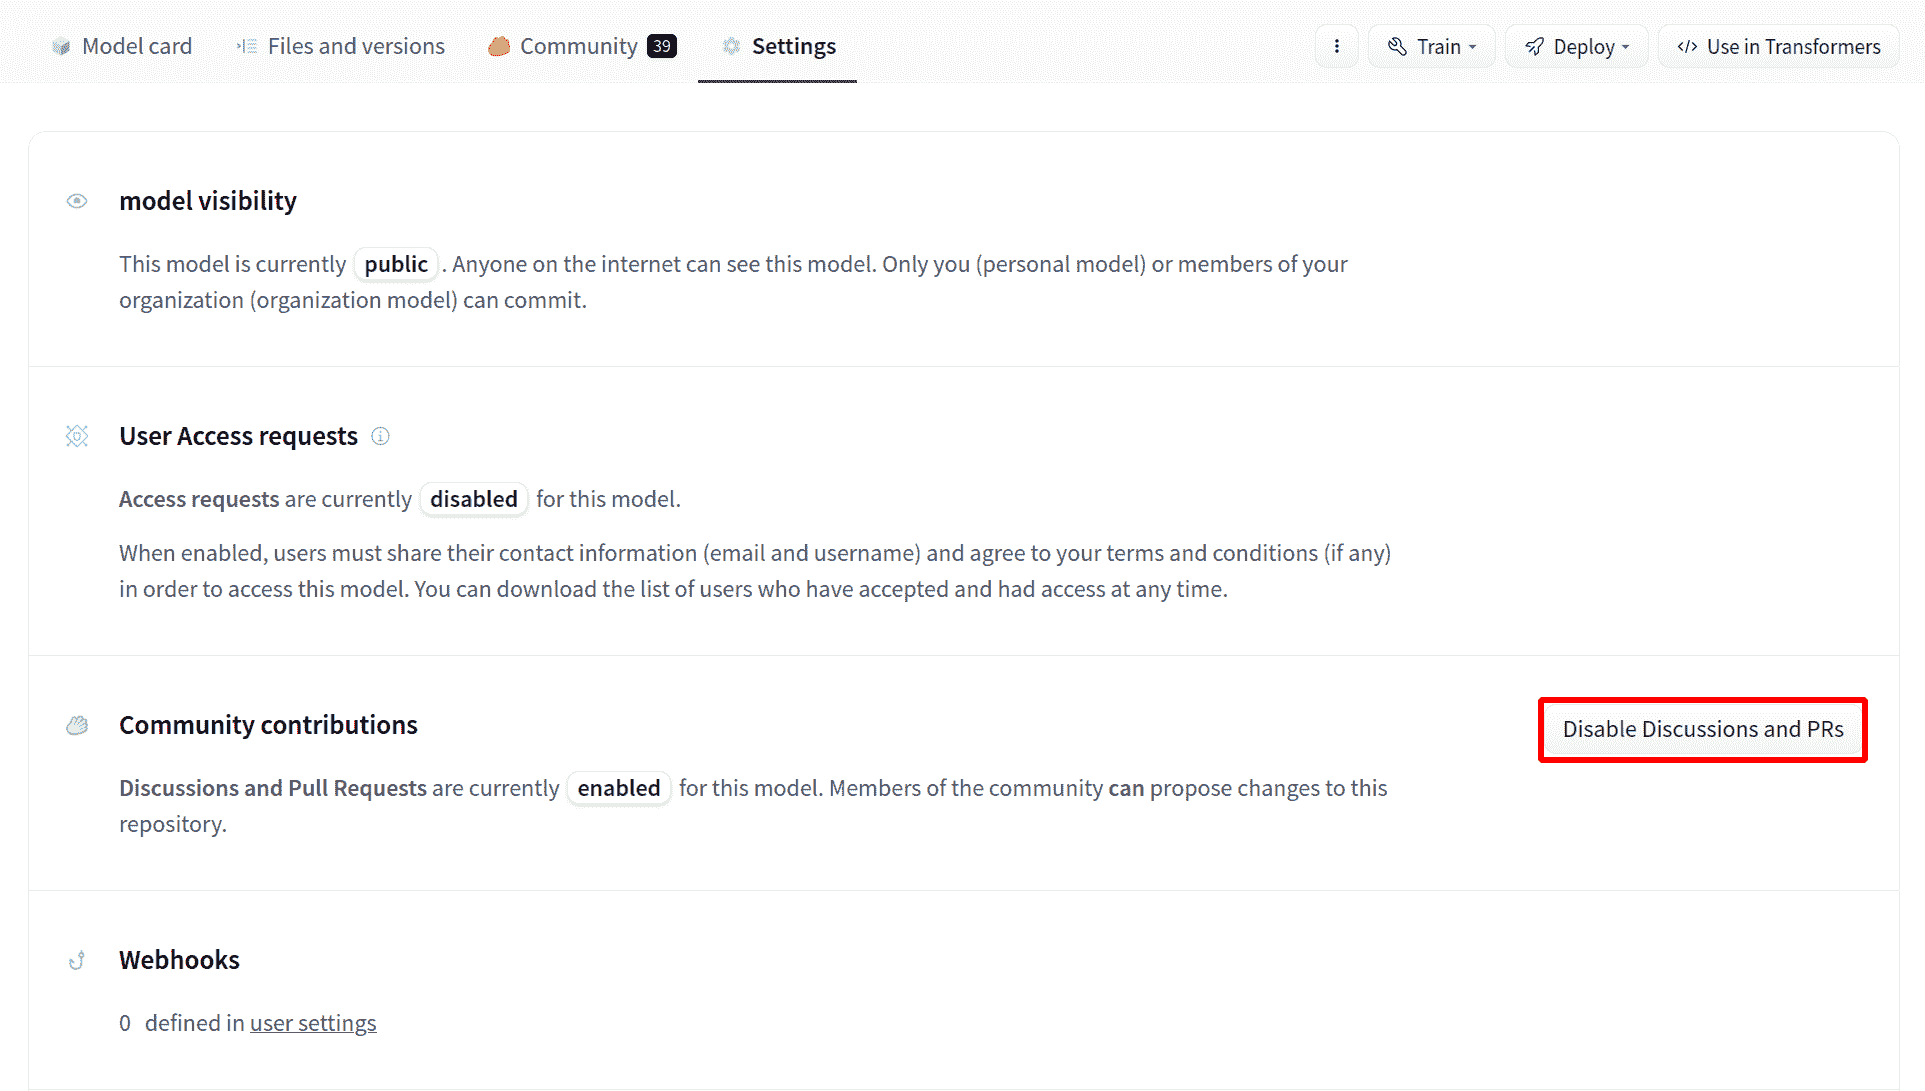 Model card Files and versions Community 39 Settings Train Deploy </> Use in Transformers
model visibility
This model is currently public . Anyone on the internet can see this model. Only you (personal model) or members of your
organization (organization model) can commit.
User Access requests
Access requests are currently disabled for this model.
When enabled, users must share their contact information (email and username) and agree to your terms and conditions (if any)
in order to access this model. You can download the list of users who have accepted and had access at any time.
Community contributions
Disable Discussions and PRs
Discussions and Pull Requests are currently enabled for this model. Members of the community can propose changes to this
repository.
Webhooks
0 defined in user settings